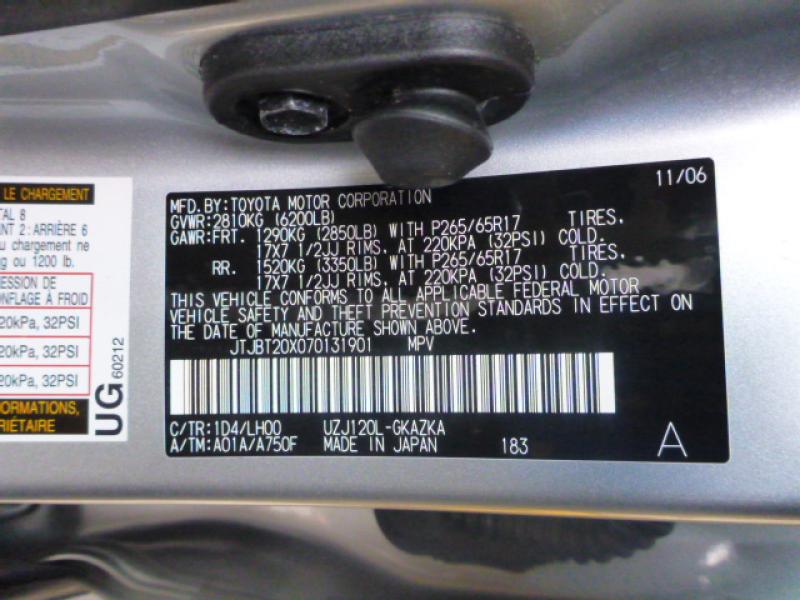 LE CHARGEMENT
TAL 8
INT 2: ARRIÈRE 6
u chargement ne
ng ou 1200 lb.
ESSION DE
ONFLAGE À FROID
20kPa, 32PSI
20kPa, 32PSI
20kPa, 32PSI
ORMATIONS,
RIÉTAIRE
UG 60212
MFD.BY:TOYOTA MOTOR CORPORATION 11/06
GVWR:2810KG (6200LB)
GAWR:FRT. 1290KG (2850LB) WITH P265/65R17 TIRES.
17X7 1/2JJ RIMS. AT 220KPA (32PSI) COLD.
RR. 1520KG (3350LB) WITH P265/65R17 TIRES.
17X7 1/2JJ RIMS. AT 220KPA (32PSI) COLD.
THIS VEHICLE CONFORMS TO ALL APPLICABLE FEDERAL MOTOR
VEHICLE SAFETY AND THEFT PREVENTION STANDARDS IN EFFECT ON
THE DATE OF MANUFACTURE SHOWN ABOVE.
JTJBT20X070131901 MPV
C/TR:1D4/LH00 UZJ120L-GKAZKA
A/TM:A01A/A750F MADE IN JAPAN 183 A